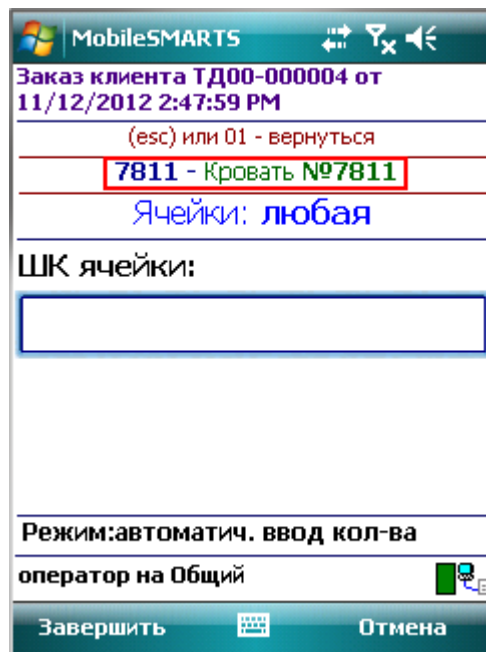 MobileSMARTS
Заказ клиента ТД00-000004 от
11/12/2012 2:47:59 PM
(esc) или 01 - вернуться
7811 - Кровать №7811
Ячейки: любая
ШК ячейки:
Режим:автоматич. ввод кол-ва
оператор на Общий
Завершить
Отмена